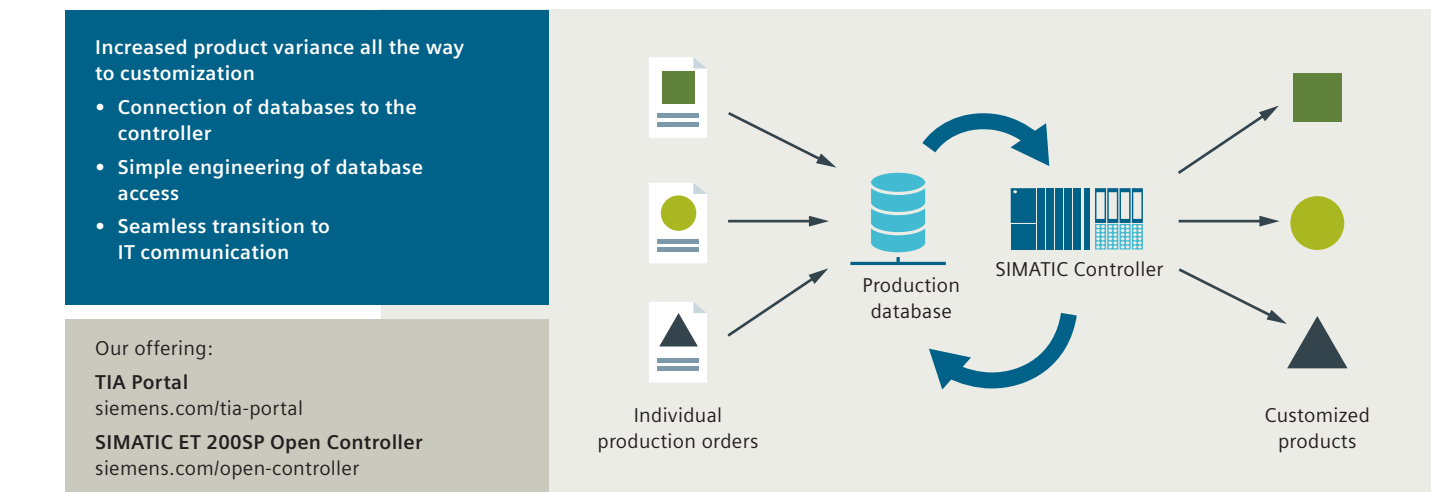 Increased product variance all the way
to customization
• Connection of databases to the
controller
• Simple engineering of database
access
• Seamless transition to
IT communication
Our offering:
TIA Portal
siemens.com/tia-portal
SIMATIC ET 200SP Open Controller
siemens.com/open-controller
Individual
production orders
Production
database
SIMATIC Controller
Customized
products